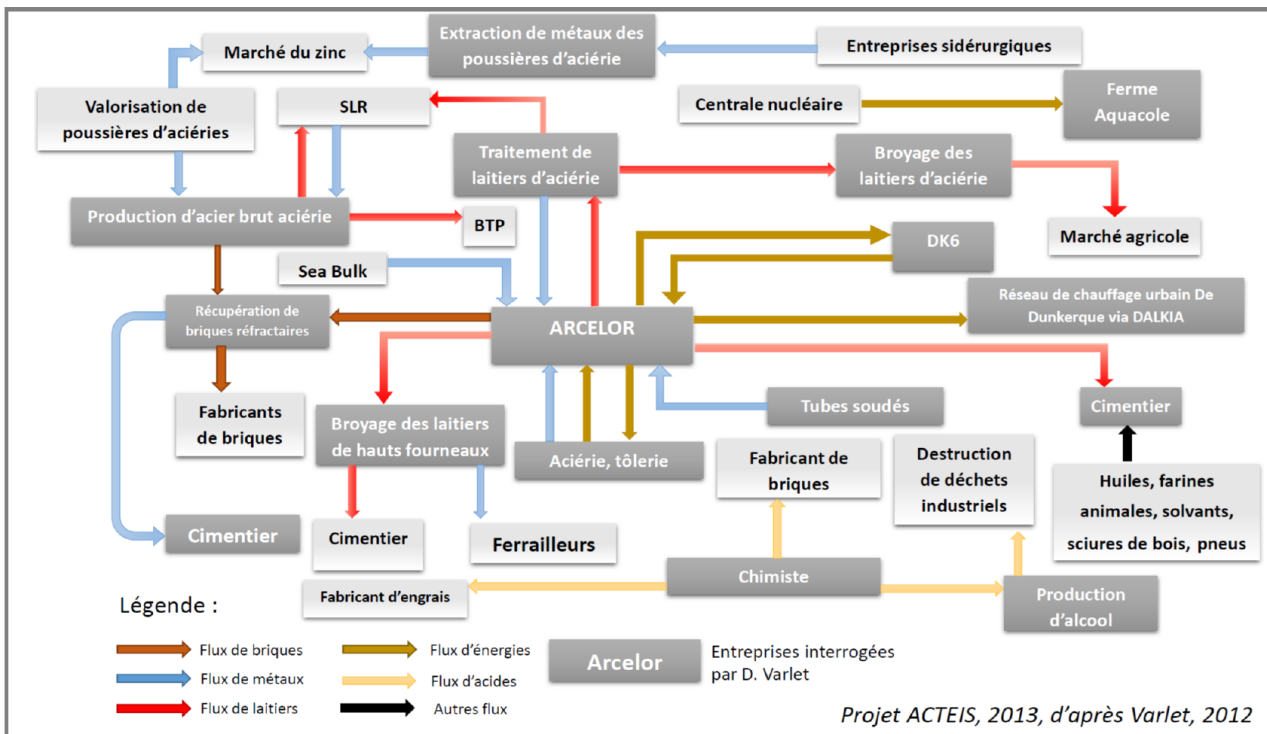 Marché du zinc
Extraction de métaux des
poussières d'aciérie
Entreprises sidérurgiques
Valorisation de
poussières d'aciéries
SLR
Centrale nucléaire
Ferme
Aquacole
Traitement de
laitiers d'aciérie
Broyage des
laitiers d'aciérie
Production d'acier brut aciérie
BTP
DK6
Marché agricole
Sea Bulk
Récupération de
briques réfractaires
ARCELOR
Réseau de chauffage urbain De
Dunkerque via DALKIA
Fabricants
de briques
Broyage des laitiers
de hauts fourneaux
Aciérie, tôlerie
Tubes soudés
Cimentier
Fabricant de
briques
Destruction
de déchets
industriels
Huiles, farines
animales, solvants,
sciures de bois, pneus
Cimentier
Cimentier
Ferrailleurs
Chimiste
Fabricant d'engrais
Production
d'alcool
Légende :
Flux de briques
Flux d'énergies
Flux de métaux
Flux d'acides
Flux de laitiers
Autres flux
Arcelor
Entreprises interrogées
par D. Varlet
Projet ACTEIS, 2013, d'après Varlet, 2012